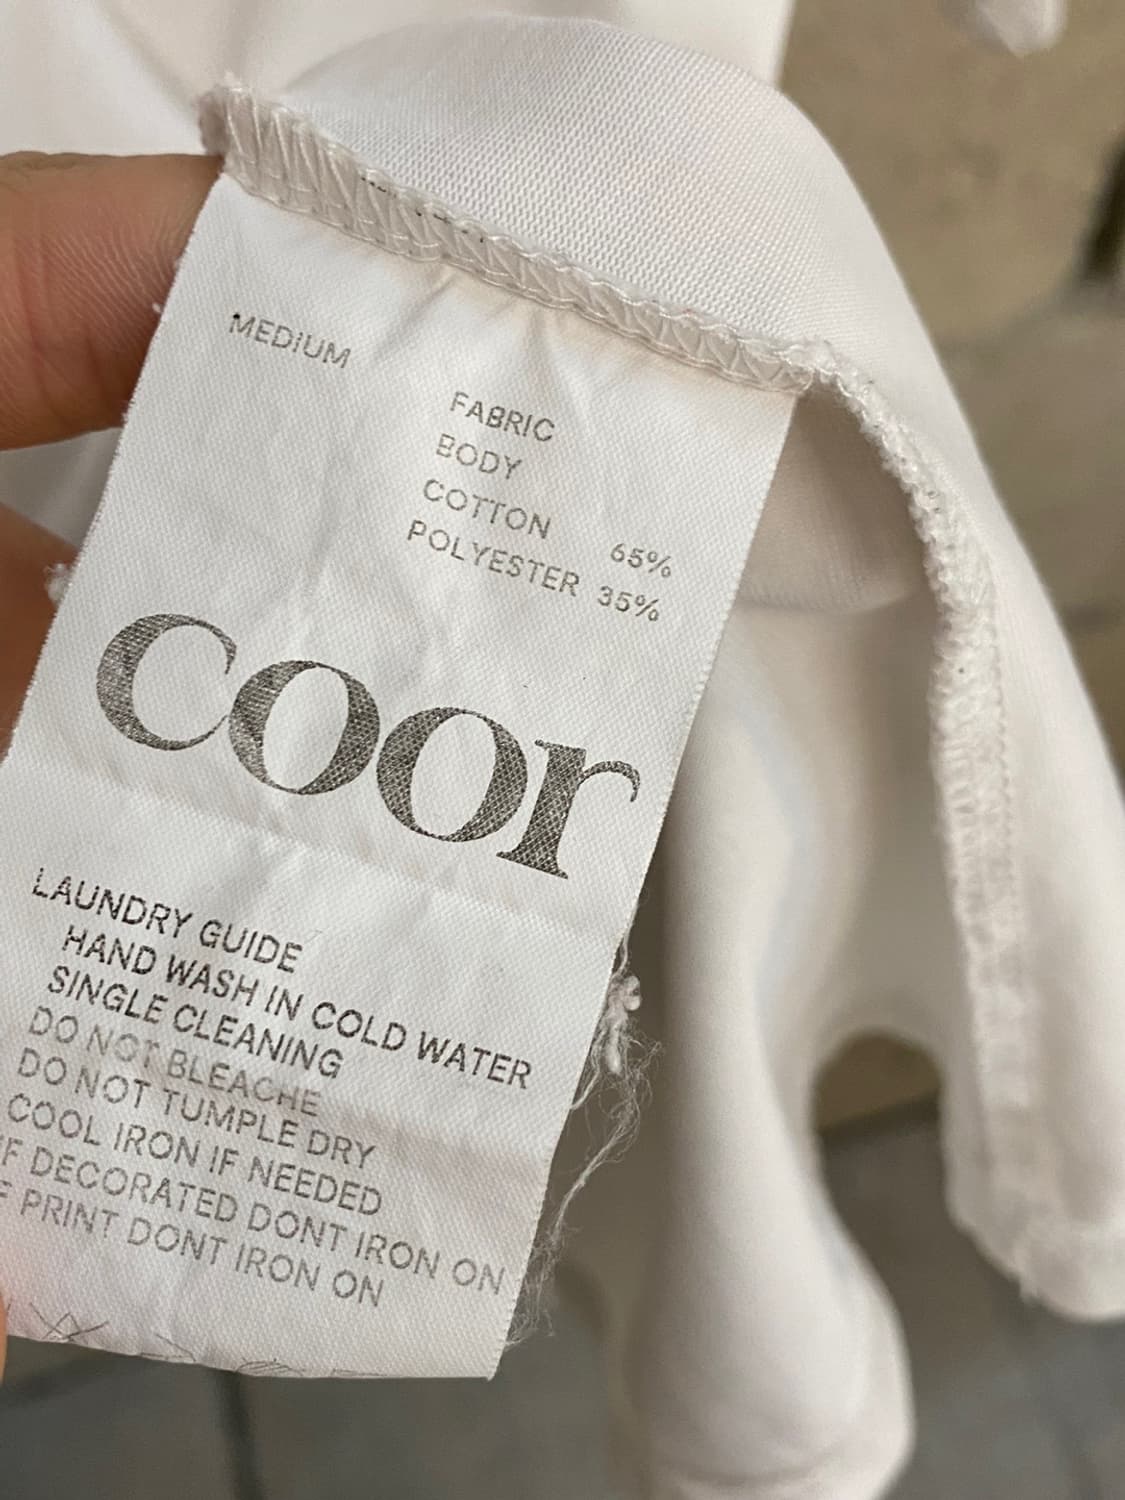 MEDIUM
FABRIC
BODY
COTTON 65%
POLYESTER 35%
coor
LAUNDRY GUIDE
HAND WASH IN COLD WATER
SINGLE CLEANING
DO NOT BLEACHE
DO NOT TUMPLE DRY
COOL IRON IF NEEDED
IF DECORATED DONT IRON ON
F PRINT DONT IRON ON